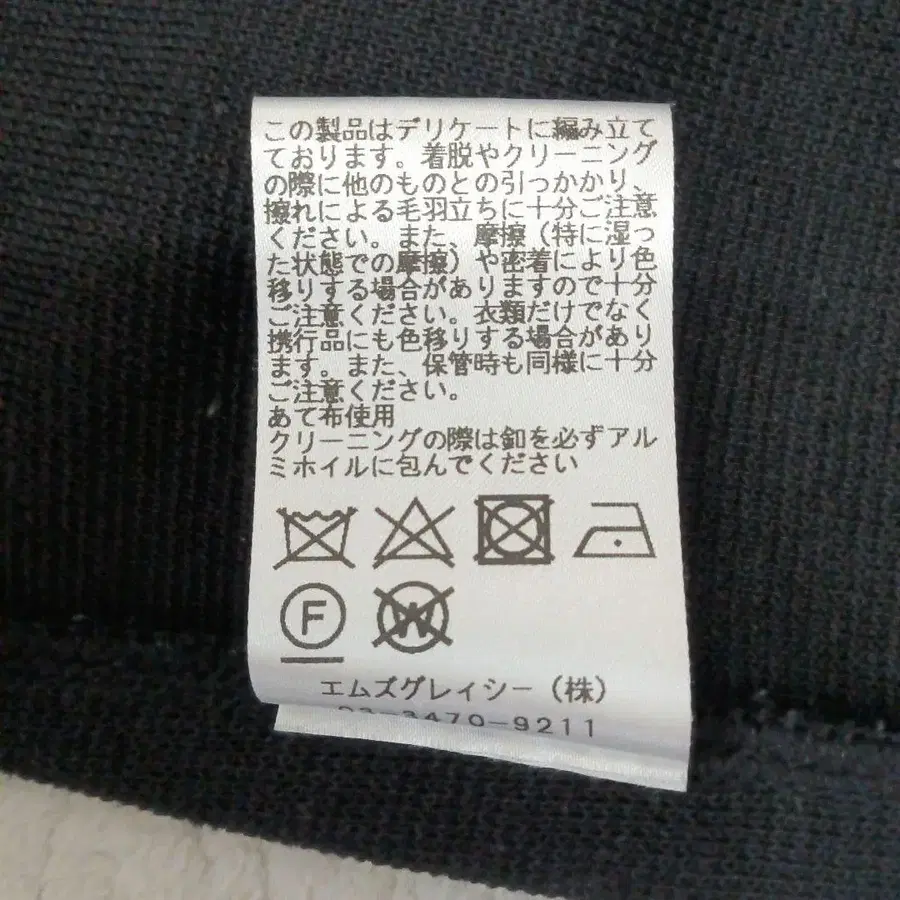 この製品はデリケートに編み立て
ております。着脱やクリーニング
の際に他のものとの引っかかり、
擦れによる毛羽立ちに十分ご注意
ください。また、摩擦（特に湿っ
た状態での摩擦）や密着により色
移りする場合がありますので十分
ご注意ください。衣類だけでなく
携行品にも色移りする場合があり
ます。また、保管時も同様に十分
ご注意ください。
あて布使用
クリーニングの際は釦を必ずアル
ミホイルに包んでください
F
W
エムズグレイシー（株）
03-3470-9211